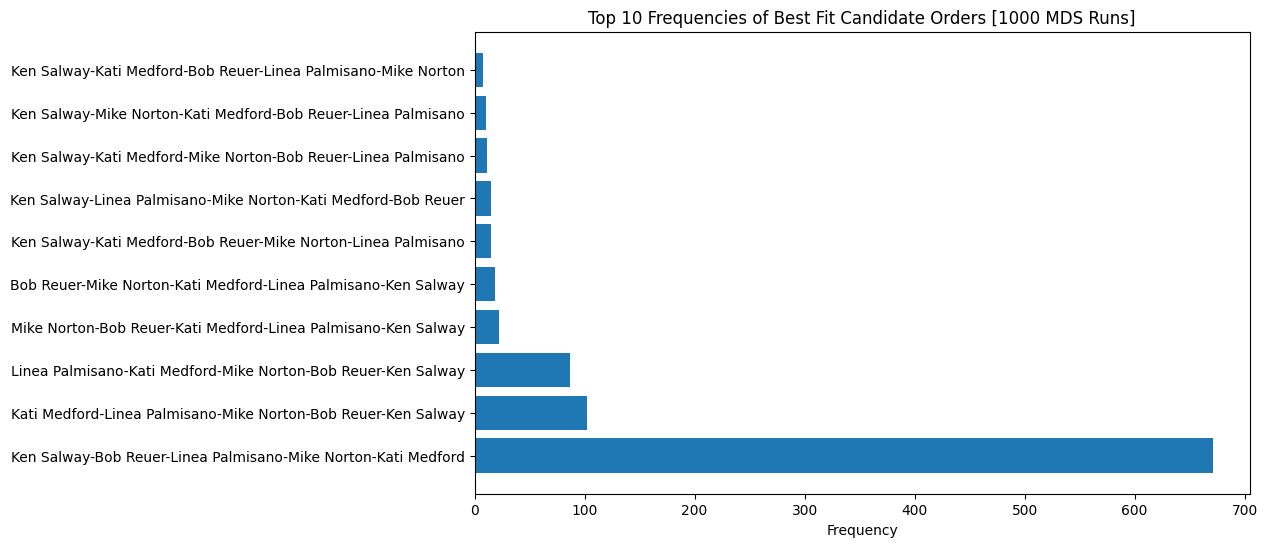 Top 10 Frequencies of Best Fit Candidate Orders [1000 MDS Runs]
Ken Salway-Kati Medford-Bob Reuer-Linea Palmisano-Mike Norton
Ken Salway-Mike Norton-Kati Medford-Bob Reuer-Linea Palmisano
Ken Salway-Kati Medford-Mike Norton-Bob Reuer-Linea Palmisano
Ken Salway-Linea Palmisano-Mike Norton-Kati Medford-Bob Reuer
Ken Salway-Kati Medford-Bob Reuer-Mike Norton-Linea Palmisano
Bob Reuer-Mike Norton-Kati Medford-Linea Palmisano-Ken Salway
Mike Norton-Bob Reuer-Kati Medford-Linea Palmisano-Ken Salway
Linea Palmisano-Kati Medford-Mike Norton-Bob Reuer-Ken Salway
Kati Medford-Linea Palmisano-Mike Norton-Bob Reuer-Ken Salway
Ken Salway-Bob Reuer-Linea Palmisano-Mike Norton-Kati Medford
0 100 200 300 400 500 600 700
Frequency